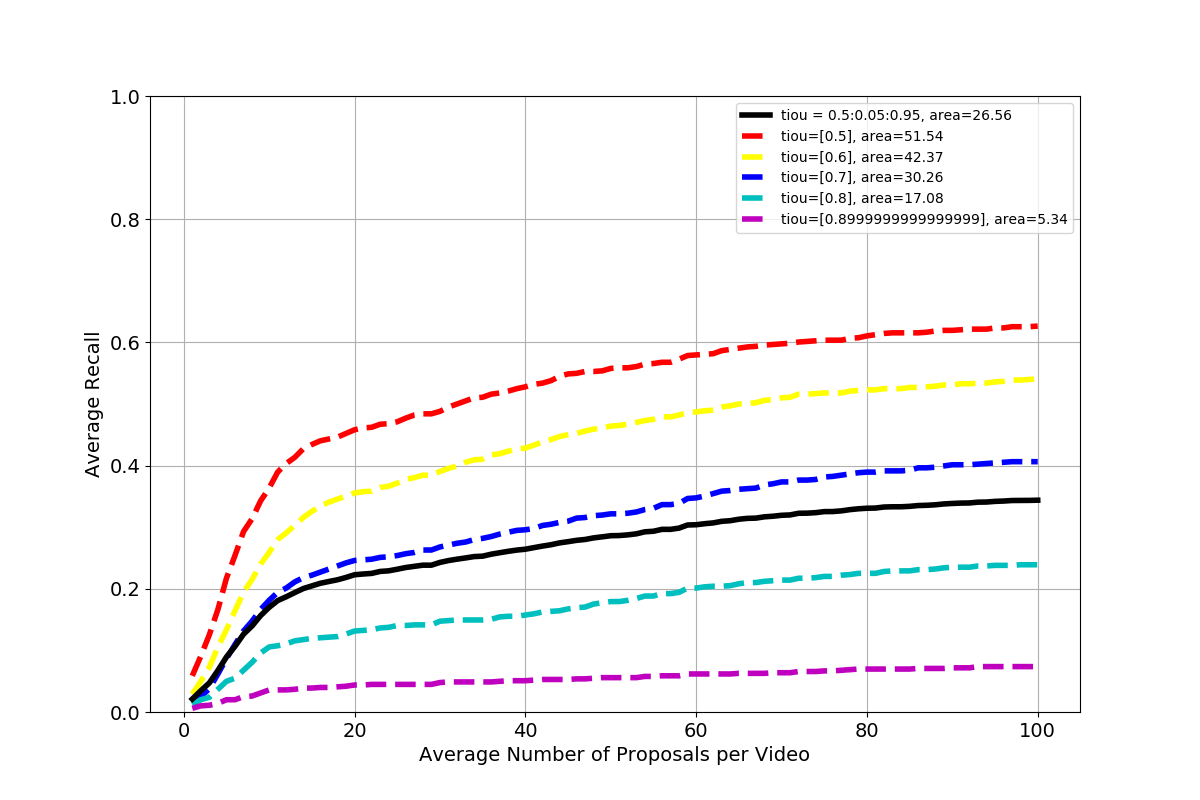 1.0
0.8
0.6
0.4
0.2
0.0
Average Recall
tiou = 0.5:0.05:0.95, area=26.56
tiou=[0.5], area=51.54
tiou=[0.6], area=42.37
tiou=[0.7], area=30.26
tiou=[0.8], area=17.08
tiou=[0.8999999999999999], area=5.34
0 20 40 60 80 100
Average Number of Proposals per Video